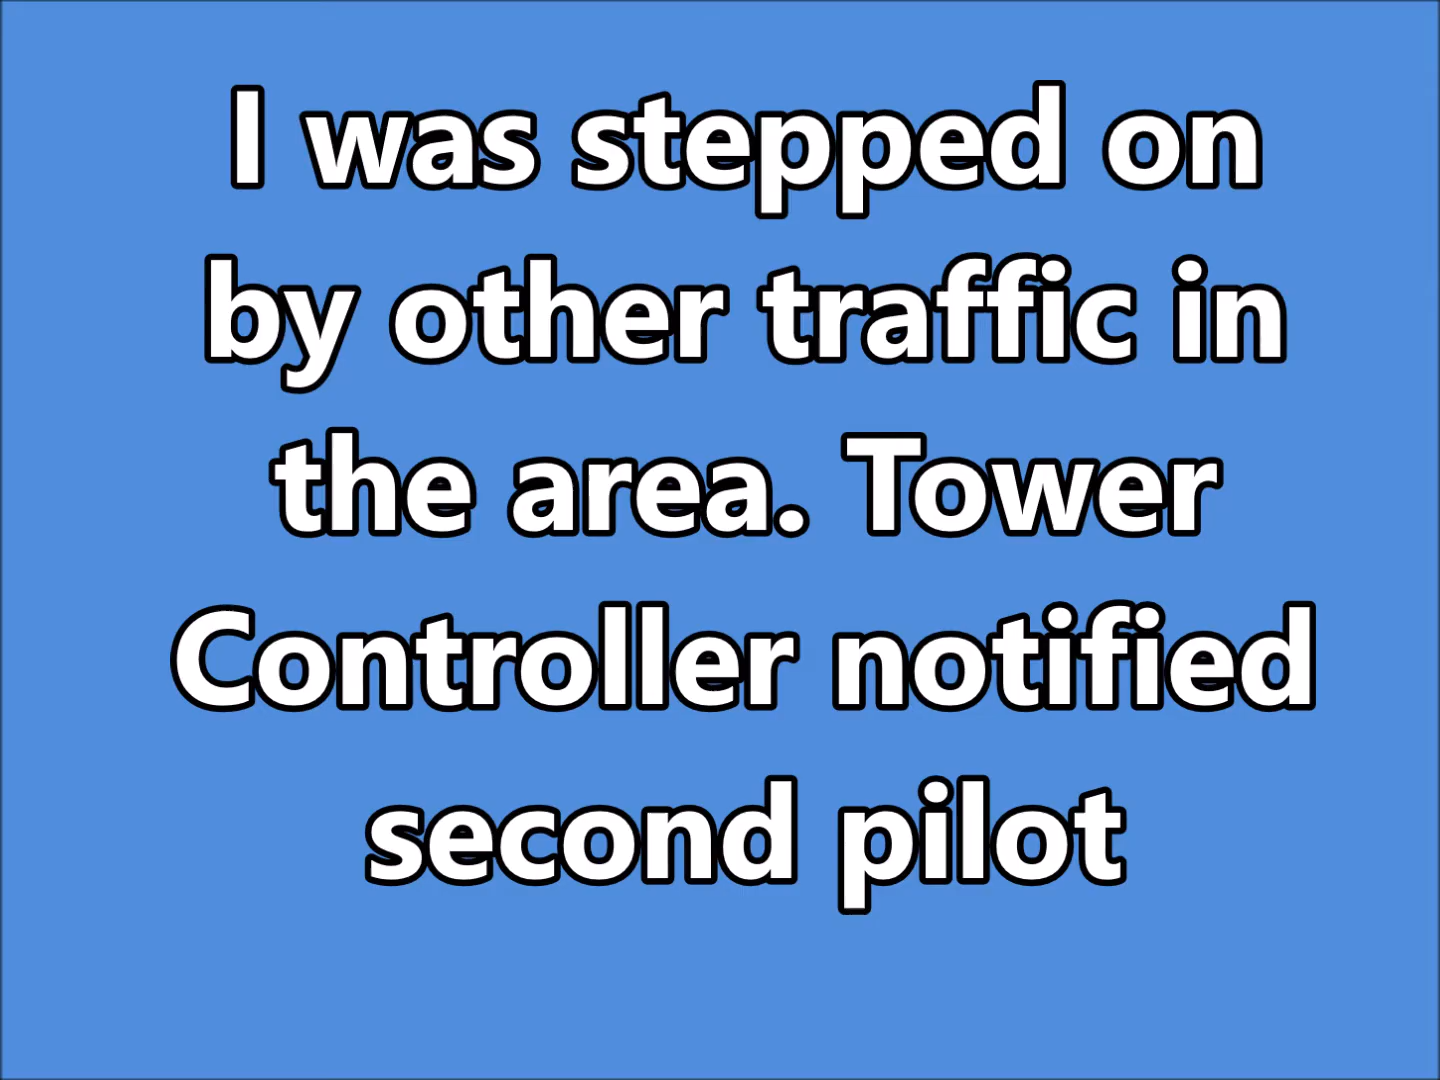 I was stepped on
by other traffic in
the area. Tower
Controller notified
second pilot